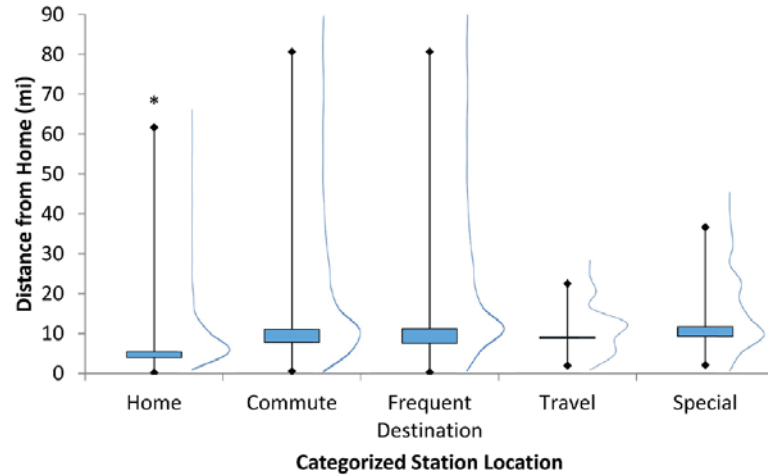 Distance from Home (mi)
90
80
70
60
50
40
30
20
10
0
*
Home
Commute
Frequent
Destination
Travel
Special
Categorized Station Location